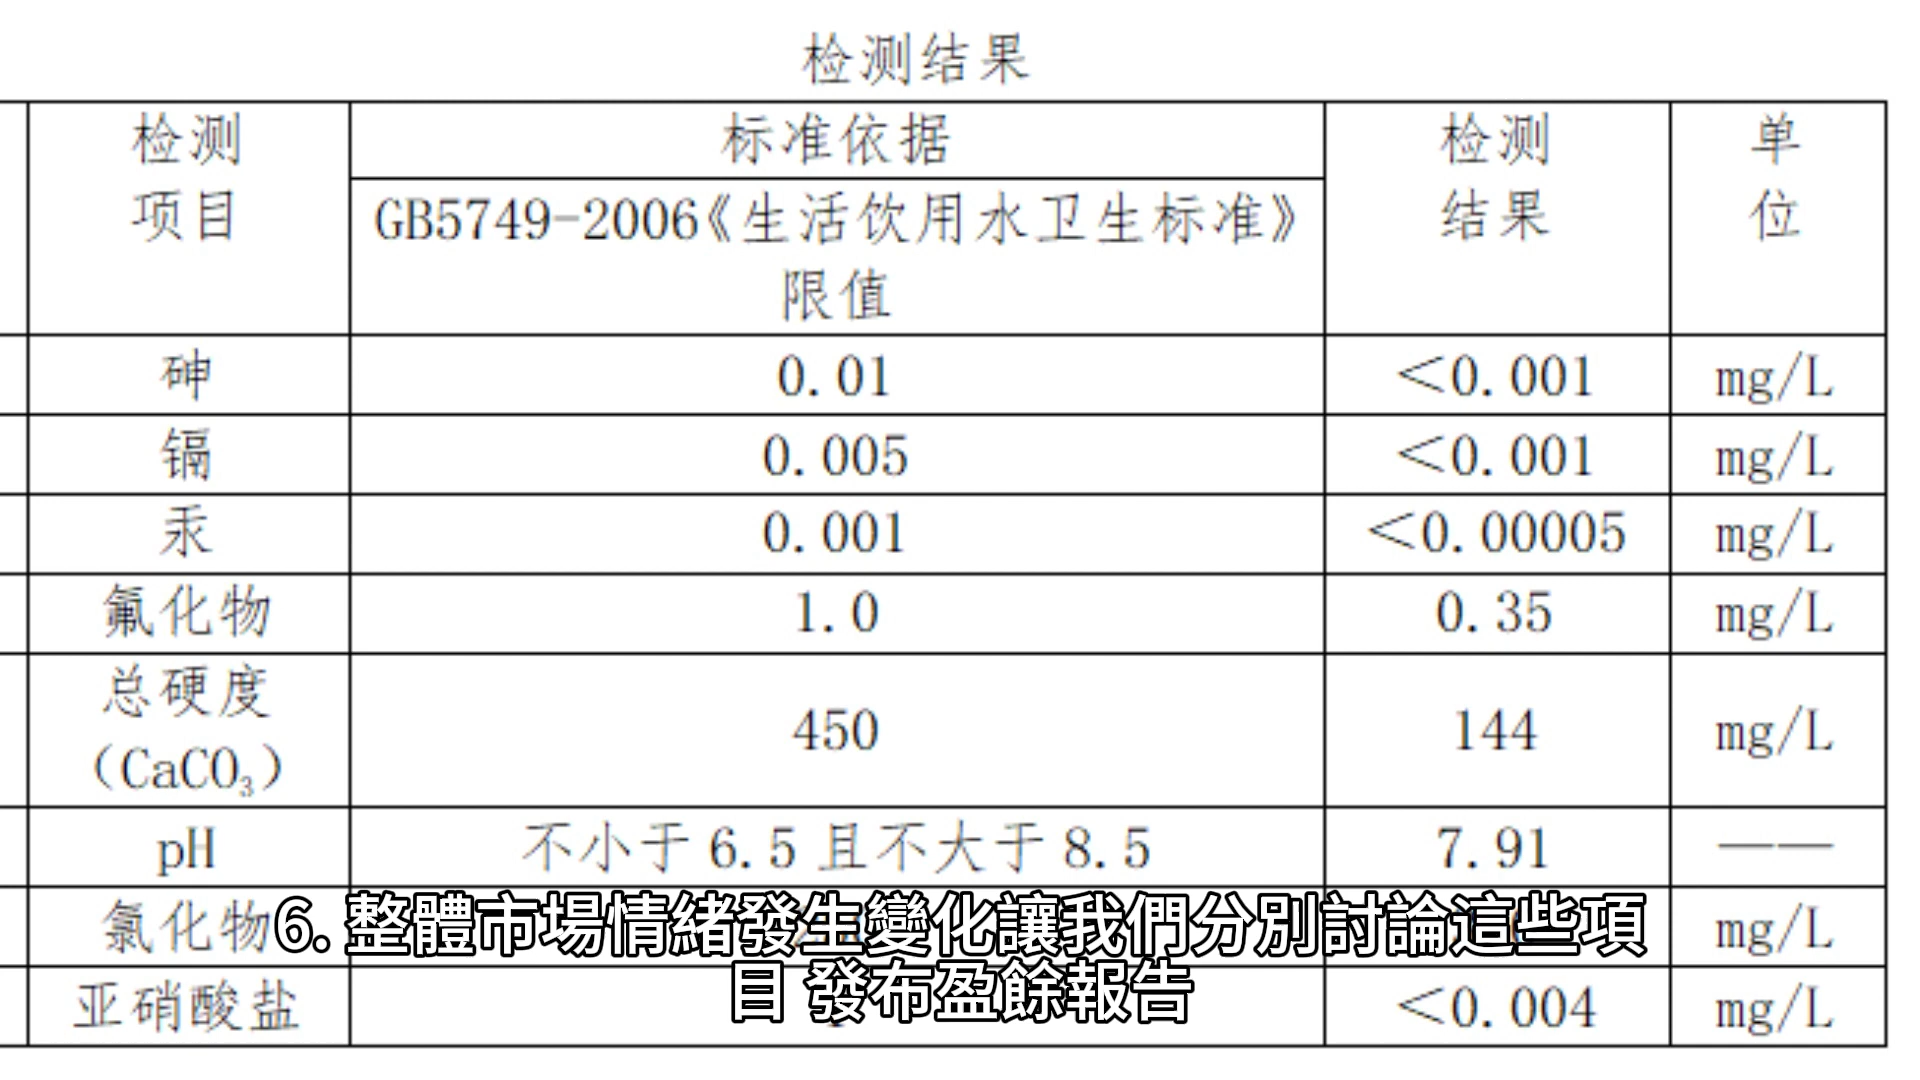 检测结果
检测 标准依据 检测 单
项目 GB5749-2006《生活饮用水卫生标准》 结果 位
限值
砷 0.01 <0.001 mg/L
镉 0.005 <0.001 mg/L
汞 0.001 <0.00005 mg/L
氟化物 1.0 0.35 mg/L
总硬度
(CaCO₃) 450 144 mg/L
pH 不小于 6.5 且不大于 8.5 7.91 ——
氯化物 mg/L
6. 整體市場情緒發生變化讓我們分別討論這些項
目 發布盈餘報告
亚硝酸盐 <0.004 mg/L